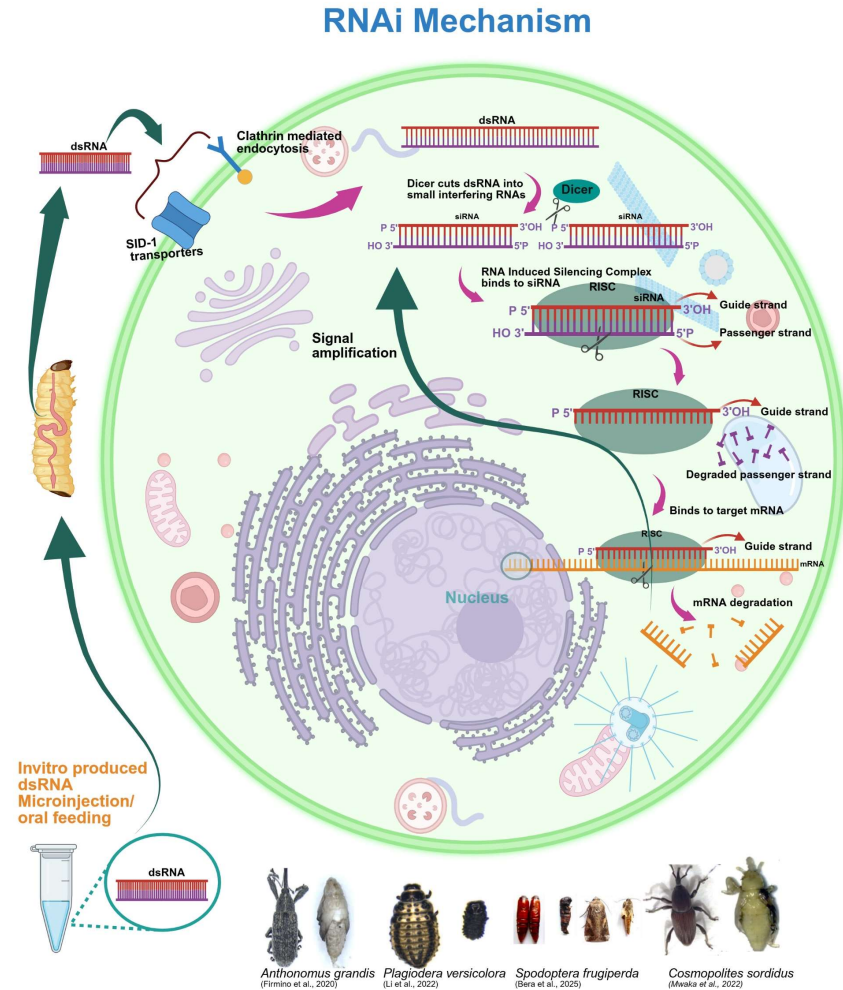 RNAi Mechanism
dsRNA
Clathrin mediated
endocytosis
SID-1
transporters
dsRNA
Dicer cuts dsRNA into
small interfering RNAs
Dicer
siRNA
P 5'
3'OH
HO 3'
5'P
siRNA
P 5'
3'OH
HO 3'
5'P
RNA Induced Silencing Complex
binds to siRNA
RISC
siRNA
P 5'
3'OH
HO 3'
5'P
Guide strand
Passenger strand
Signal
amplification
RISC
P 5'
3'OH
Guide strand
Degraded passenger strand
Binds to target mRNA
RISC
P 5'
3'OH
Guide strand
mRNA
mRNA degradation
Nucleus
Invitro produced
dsRNA
Microinjection/
oral feeding
dsRNA
Anthonomus grandis
(Firmino et al., 2020)
Plagiodera versicolora
(Li et al., 2022)
Spodoptera frugiperda
(Bera et al., 2025)
Cosmopolites sordidus
(Mwaka et al., 2022)